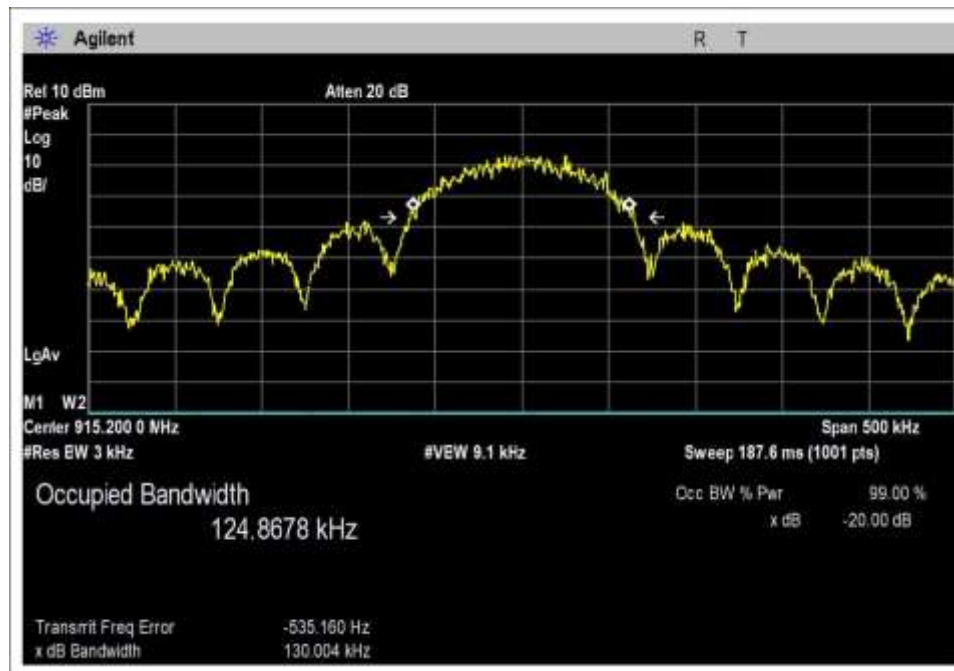 Agilent R T
Ref 10 dBm Atten 20 dB
#Peak
Log
10
dB/
LgAv
M1 W2
Center 915.200 0 MHz Span 500 kHz
#Res BW 3 kHz #VBW 9.1 kHz Sweep 187.6 ms (1001 pts)
Occupied Bandwidth Occ BW % Pwr 99.00 %
124.8678 kHz x dB -20.00 dB
Transmit Freq Error -535.160 Hz
x dB Bandwidth 130.004 kHz